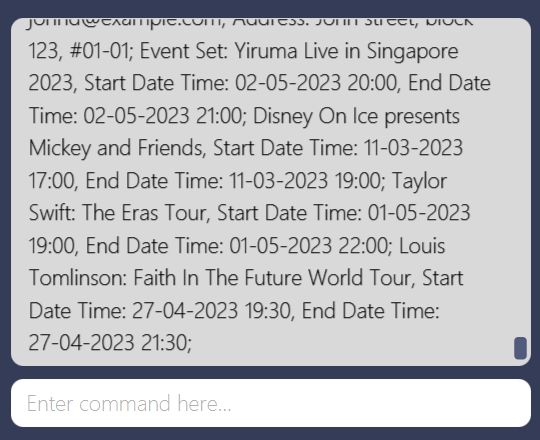 johnd@example.com, Address: John street, block
123, #01-01; Event Set: Yiruma Live in Singapore
2023, Start Date Time: 02-05-2023 20:00, End Date
Time: 02-05-2023 21:00; Disney On Ice presents
Mickey and Friends, Start Date Time: 11-03-2023
17:00, End Date Time: 11-03-2023 19:00; Taylor
Swift: The Eras Tour, Start Date Time: 01-05-2023
19:00, End Date Time: 01-05-2023 22:00; Louis
Tomlinson: Faith In The Future World Tour, Start
Date Time: 27-04-2023 19:30, End Date Time:
27-04-2023 21:30;
Enter command here...